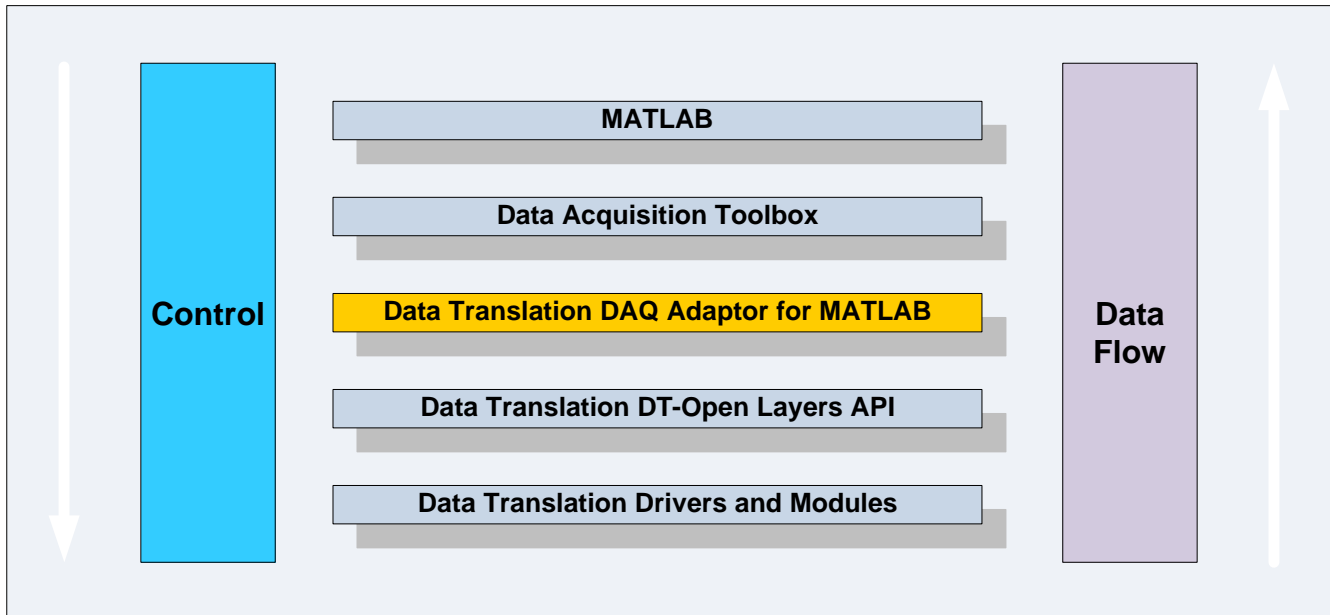 MATLAB
Data Acquisition Toolbox
Control
Data Translation DAQ Adaptor for MATLAB
Data
Flow
Data Translation DT-Open Layers API
Data Translation Drivers and Modules